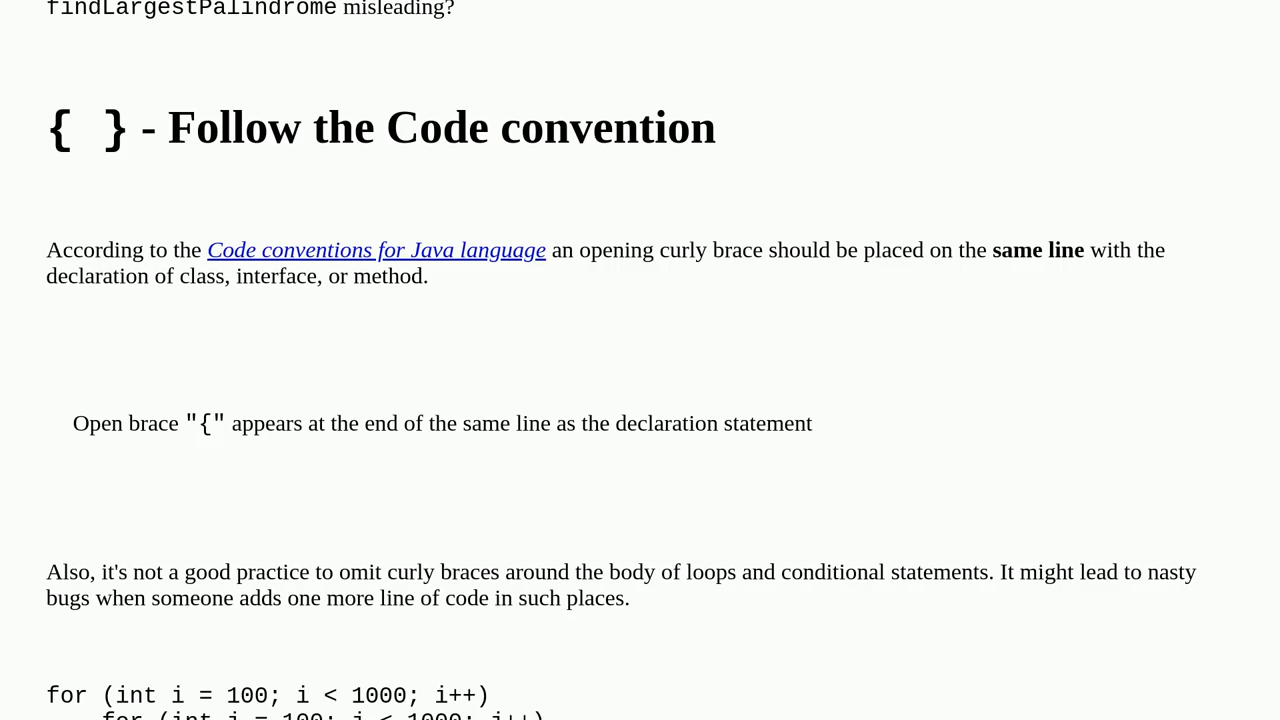 findLargestPalindrome misleading?
{ } - Follow the Code convention
According to the Code conventions for Java language an opening curly brace should be placed on the same line with the
declaration of class, interface, or method.
Open brace "{" appears at the end of the same line as the declaration statement
Also, it's not a good practice to omit curly braces around the body of loops and conditional statements. It might lead to nasty
bugs when someone adds one more line of code in such places.
for (int i = 100; i < 1000; i++)
for (int j = 100; j < 1000; j++)